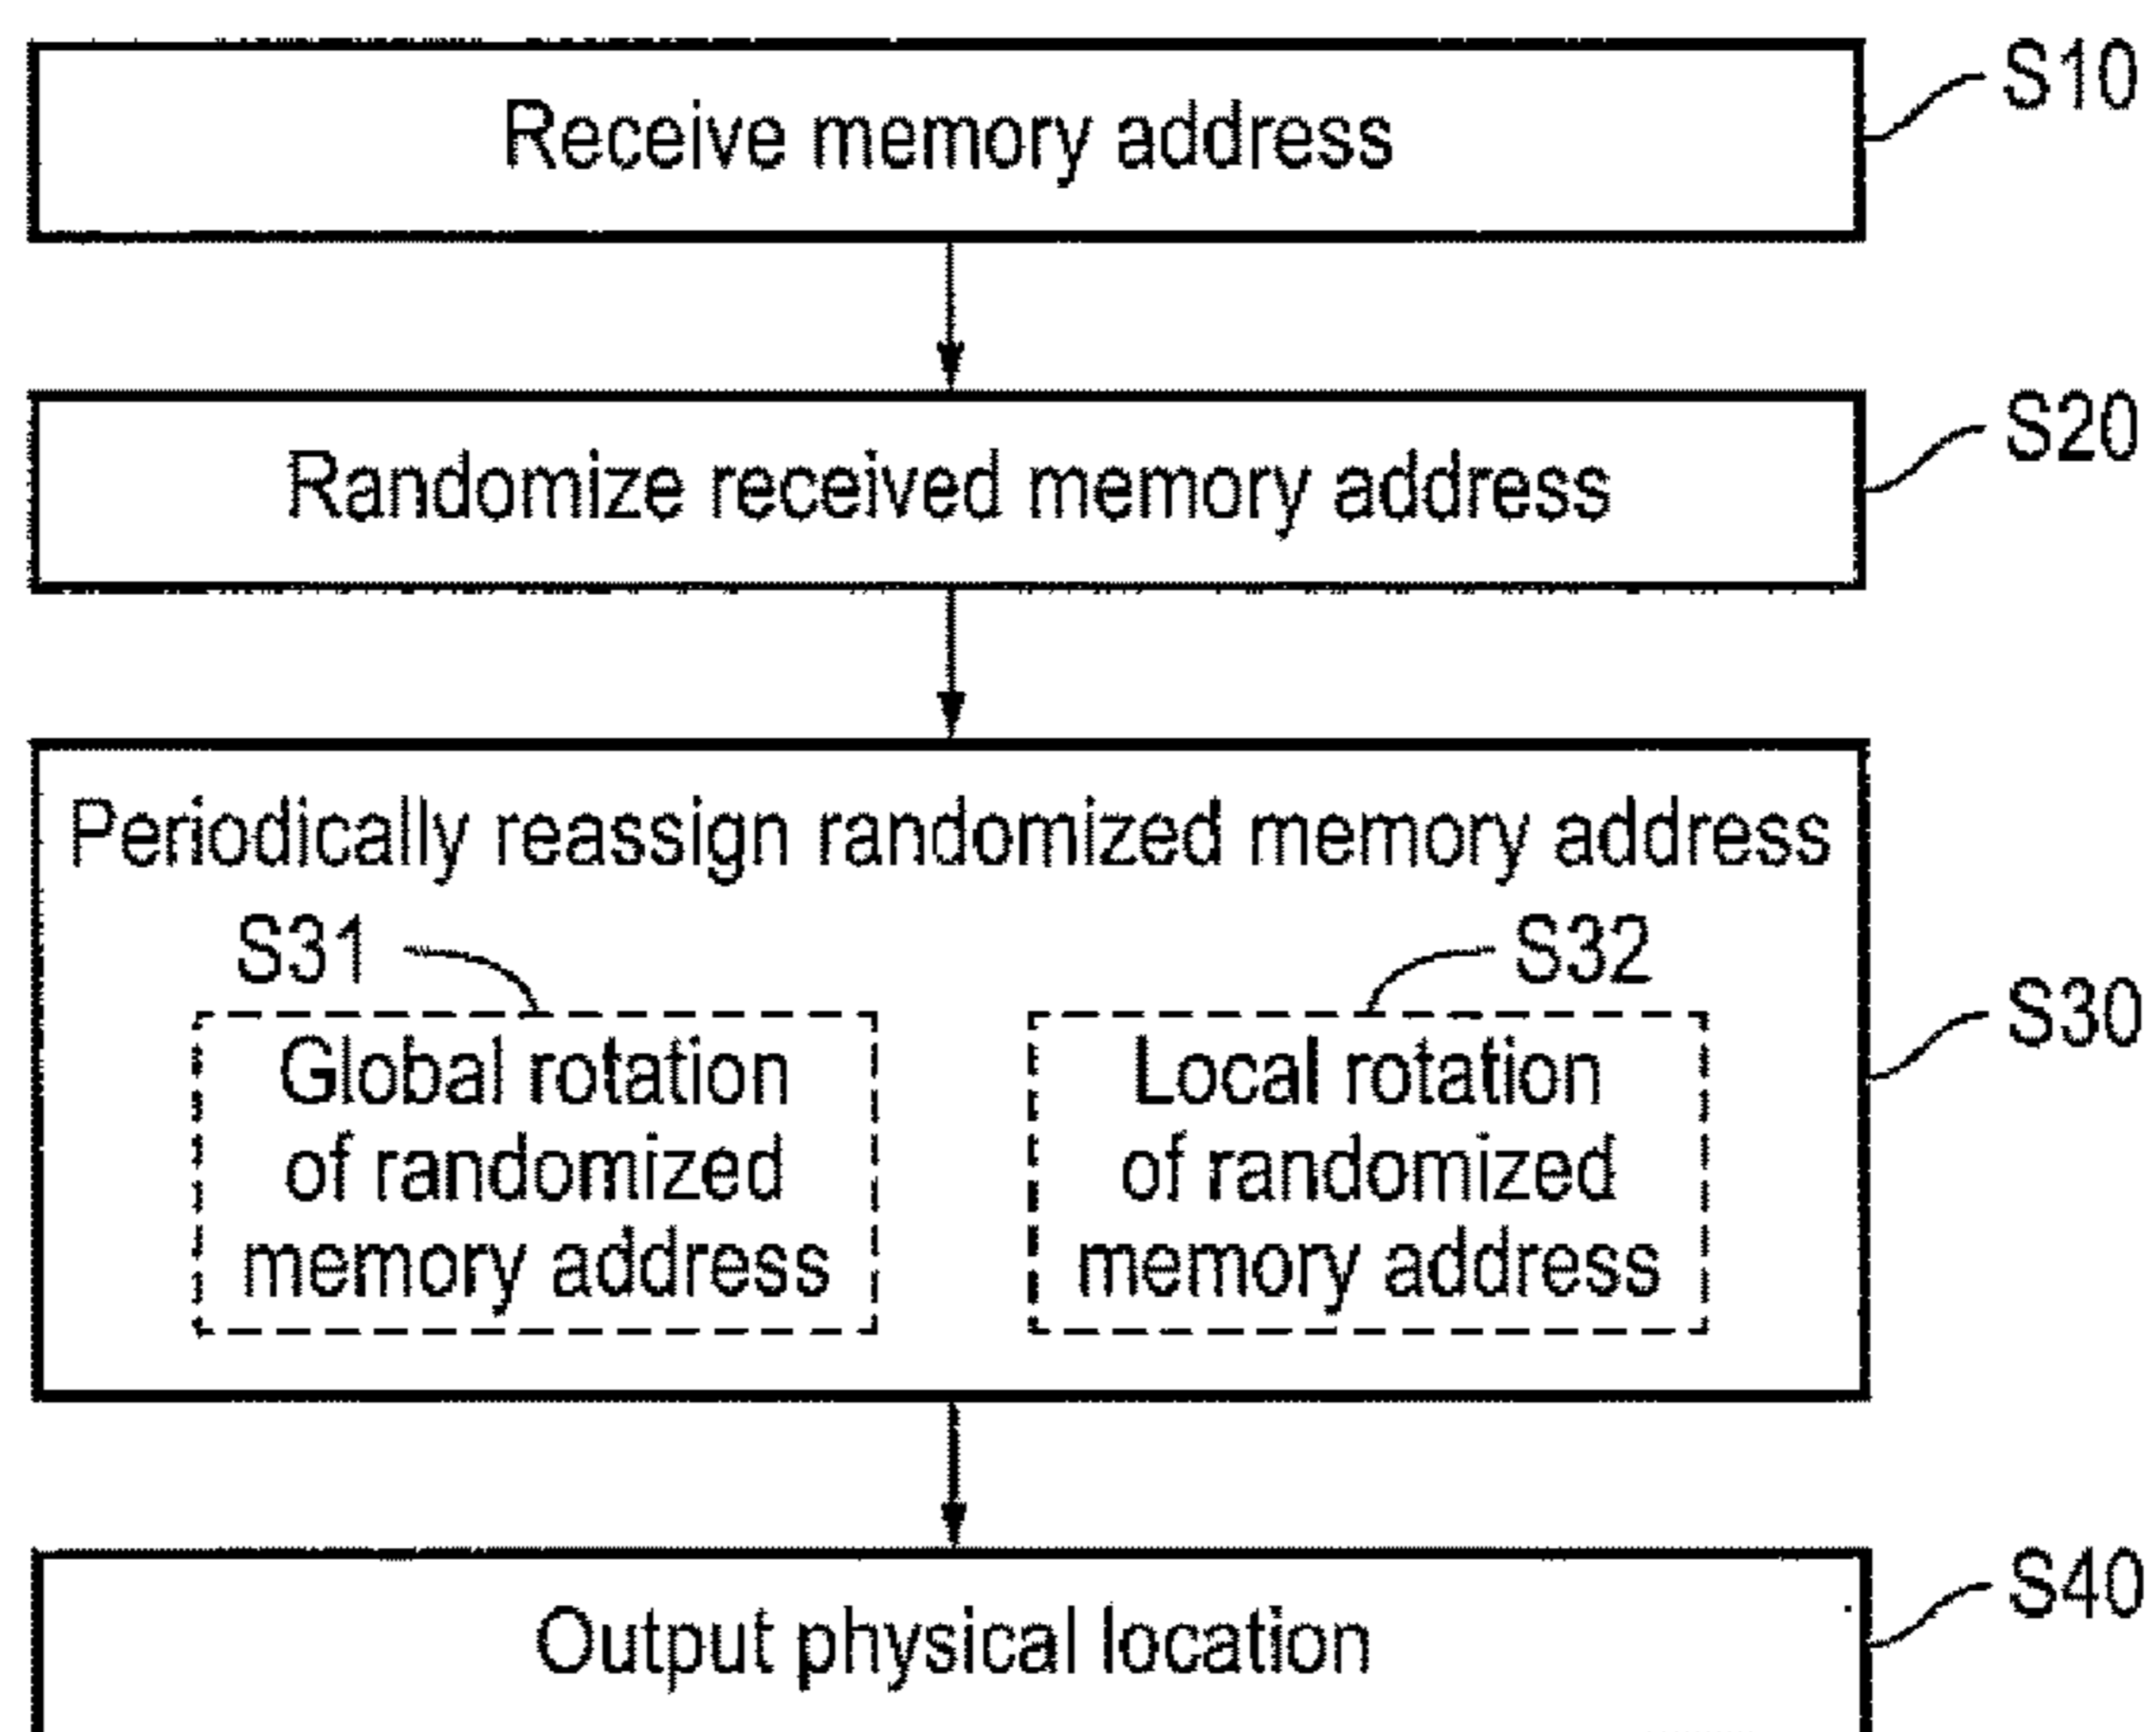 Receive memory address
S10
Randomize received memory address
S20
Periodically reassign randomized memory address
S31
S32
S30
Global rotation
of randomized
memory address
Local rotation
of randomized
memory address
Output physical location
S40